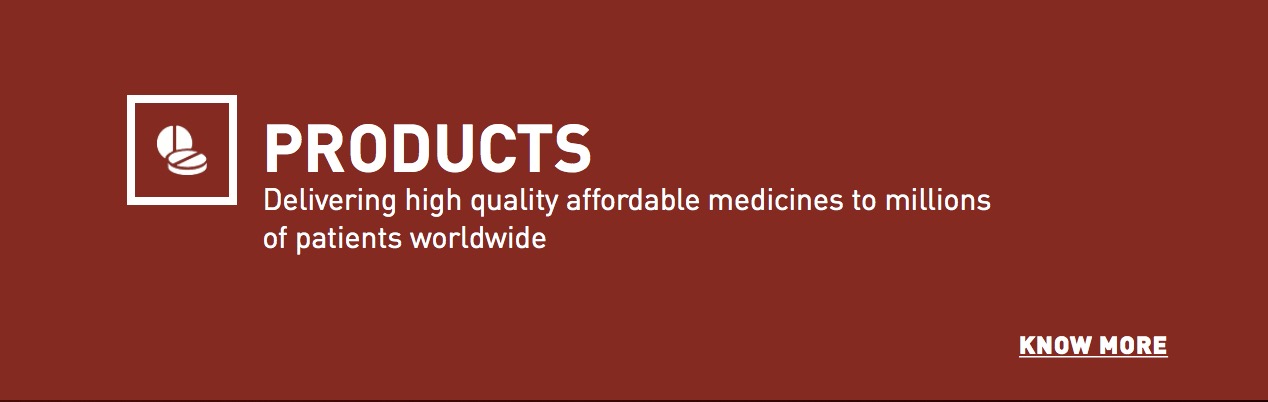 PRODUCTS
Delivering high quality affordable medicines to millions
of patients worldwide
KNOW MORE